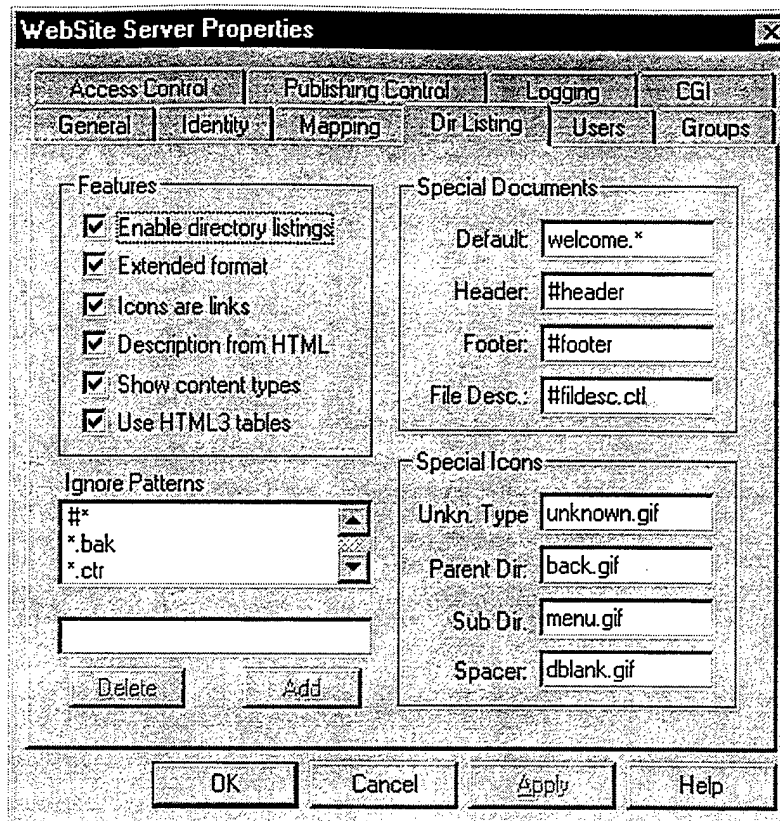 WebSite Server Properties
Access Control Publishing Control Logging CGI
General Identity Mapping Dir Listing Users Groups
Features
Enable directory listings
Extended format
Icons are links
Description from HTML
Show content types
Use HTML3 tables
Ignore Patterns
#*
*.bak
*.ctr
Delete Add
Special Documents
Default: welcome.*
Header: #header
Footer: #footer
File Desc.: #fildesc.ctl
Special Icons
Unkn. Type unknown.gif
Parent Dir: back.gif
Sub Dir. menu.gif
Spacer: dblank.gif
OK Cancel Apply Help